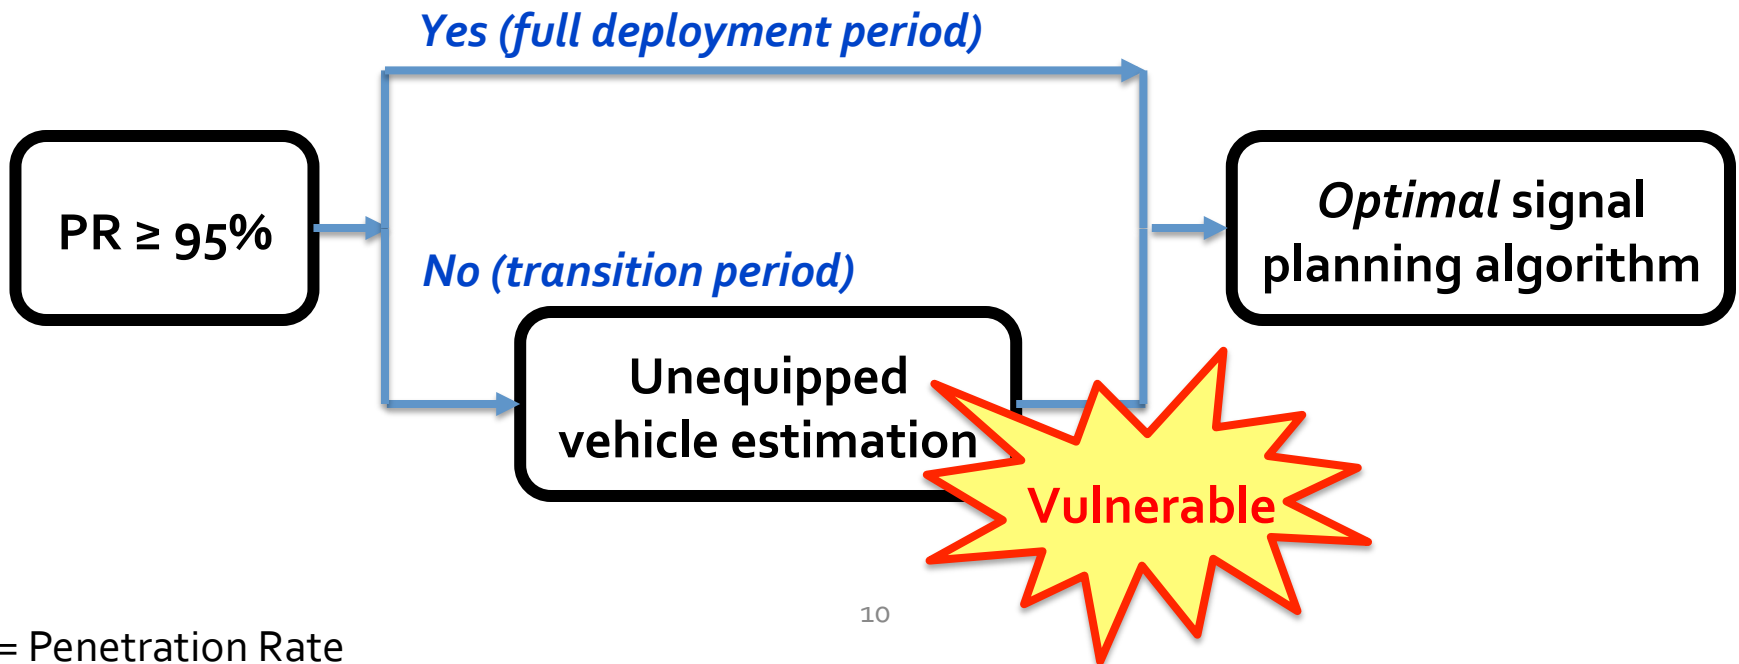 Yes (full deployment period)
PR ≥ 95%
Optimal signal
planning algorithm
No (transition period)
Unequipped
vehicle estimation
Vulnerable
10
= Penetration Rate